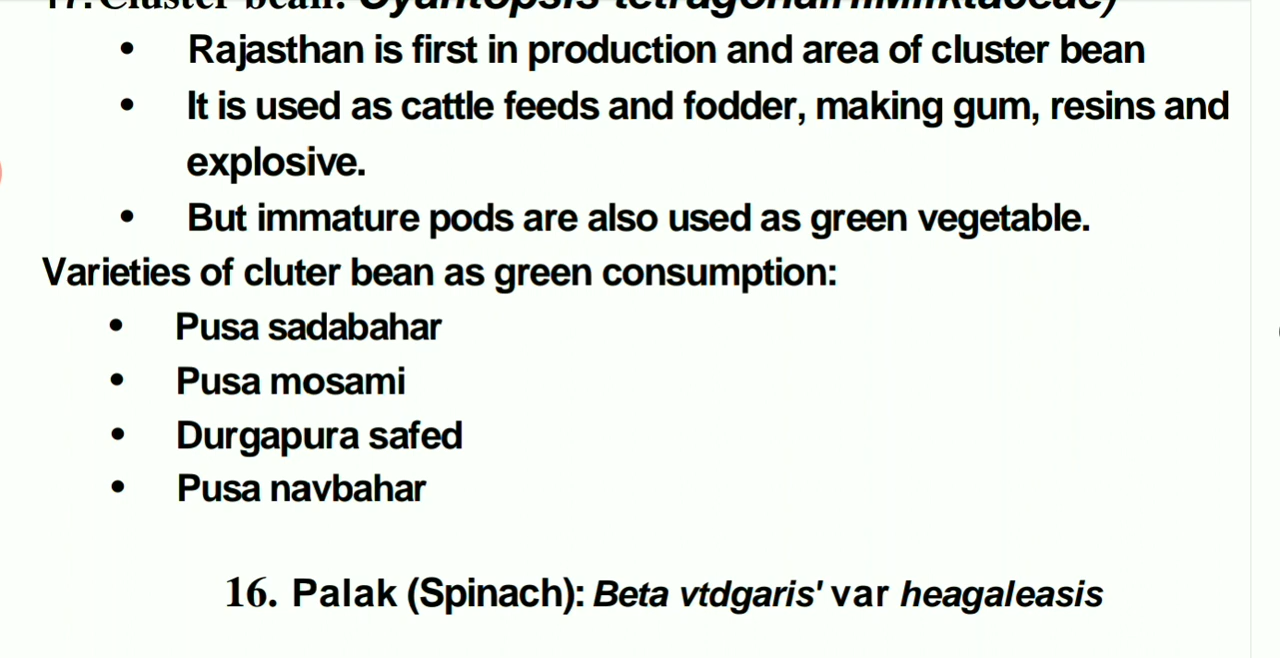 Cluster bean:
• Rajasthan is first in production and area of cluster bean
• It is used as cattle feeds and fodder, making gum, resins and
explosive.
• But immature pods are also used as green vegetable.
Varieties of cluter bean as green consumption:
• Pusa sadabahar
• Pusa mosami
• Durgapura safed
• Pusa navbahar
16. Palak (Spinach): Beta vtdgaris' var heagaleasis